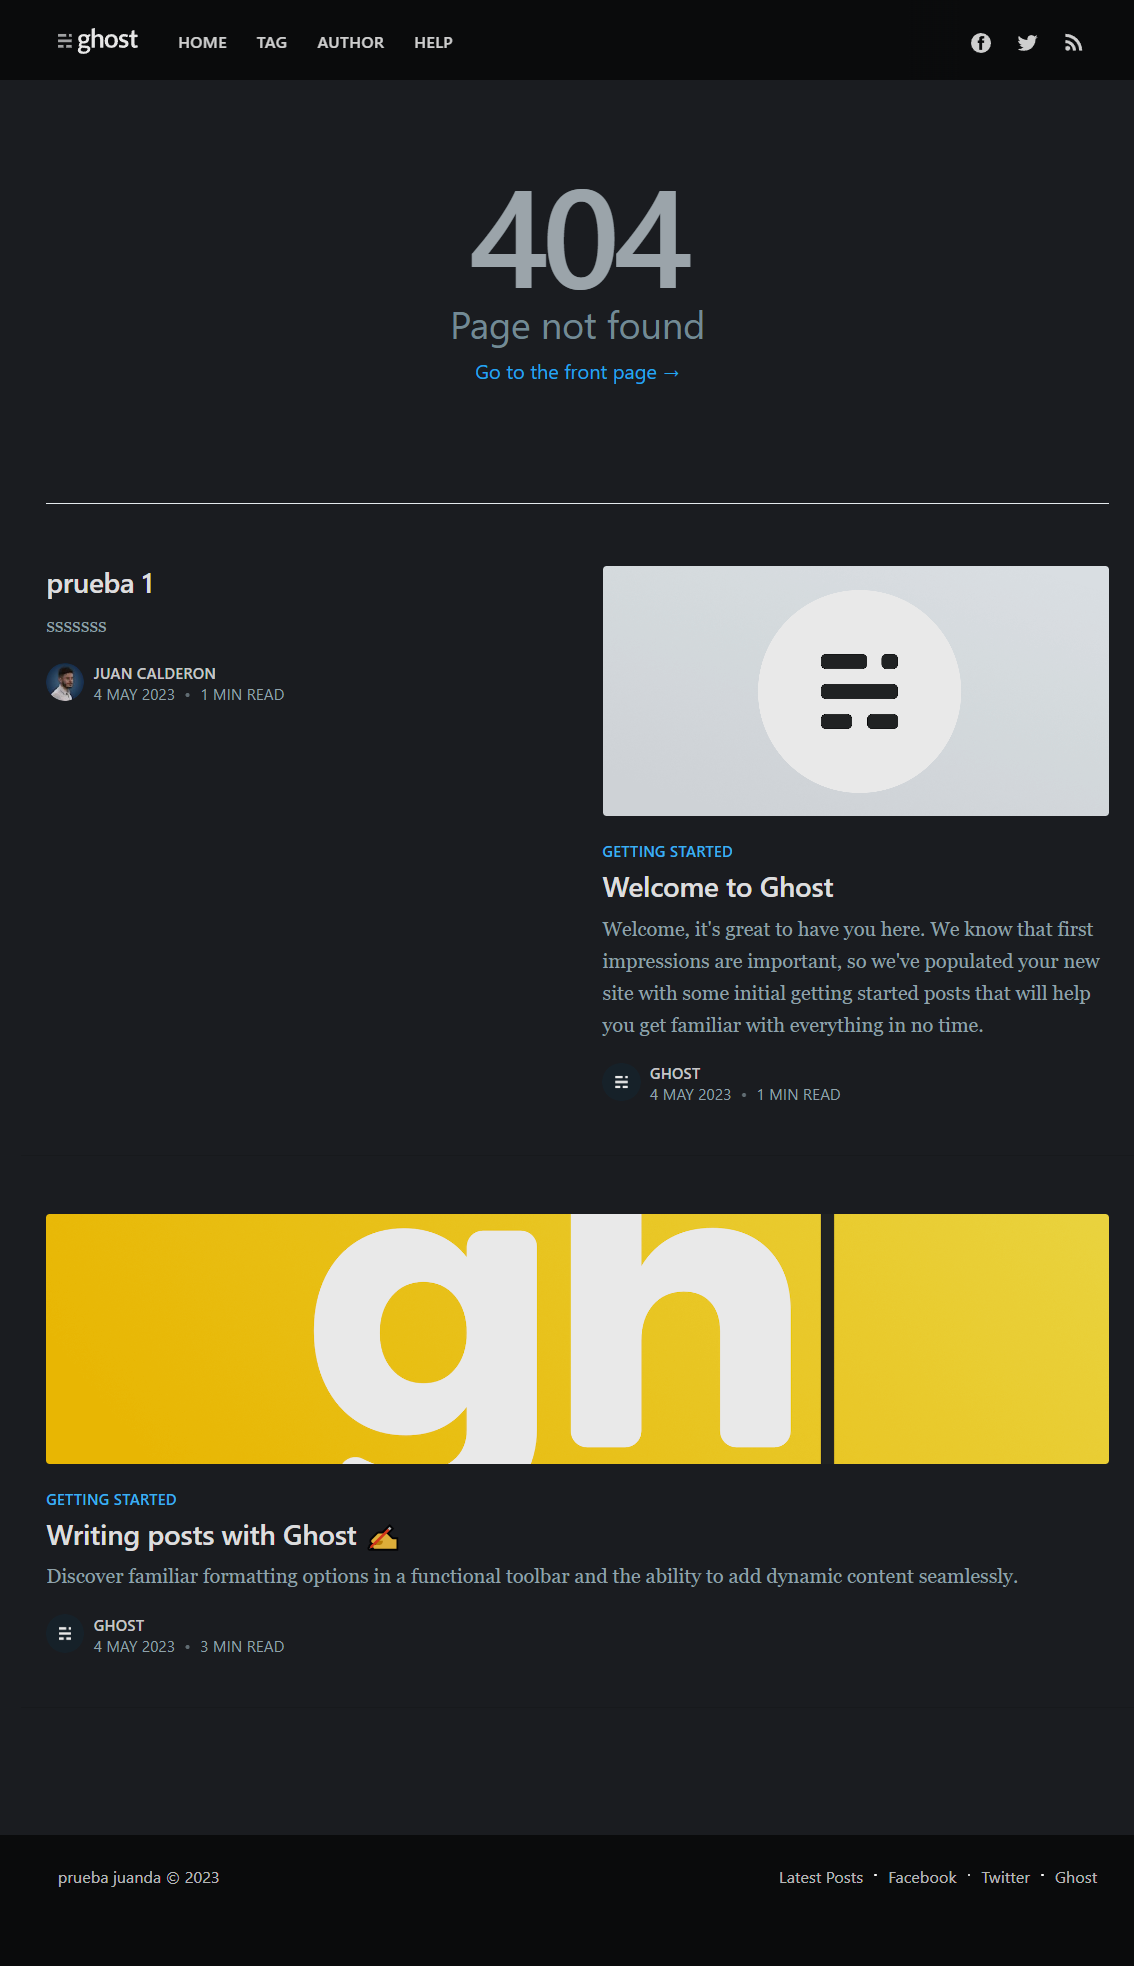 ghost HOME TAG AUTHOR HELP
404
Page not found
Go to the front page →
prueba 1
sssssss
JUAN CALDERON
4 MAY 2023 • 1 MIN READ
GETTING STARTED
Welcome to Ghost
Welcome, it's great to have you here. We know that first
impressions are important, so we've populated your new
site with some initial getting started posts that will help
you get familiar with everything in no time.
GHOST
4 MAY 2023 • 1 MIN READ
gh
GETTING STARTED
Writing posts with Ghost ✍️
Discover familiar formatting options in a functional toolbar and the ability to add dynamic content seamlessly.
GHOST
4 MAY 2023 • 3 MIN READ
prueba juanda © 2023
Latest Posts · Facebook · Twitter · Ghost